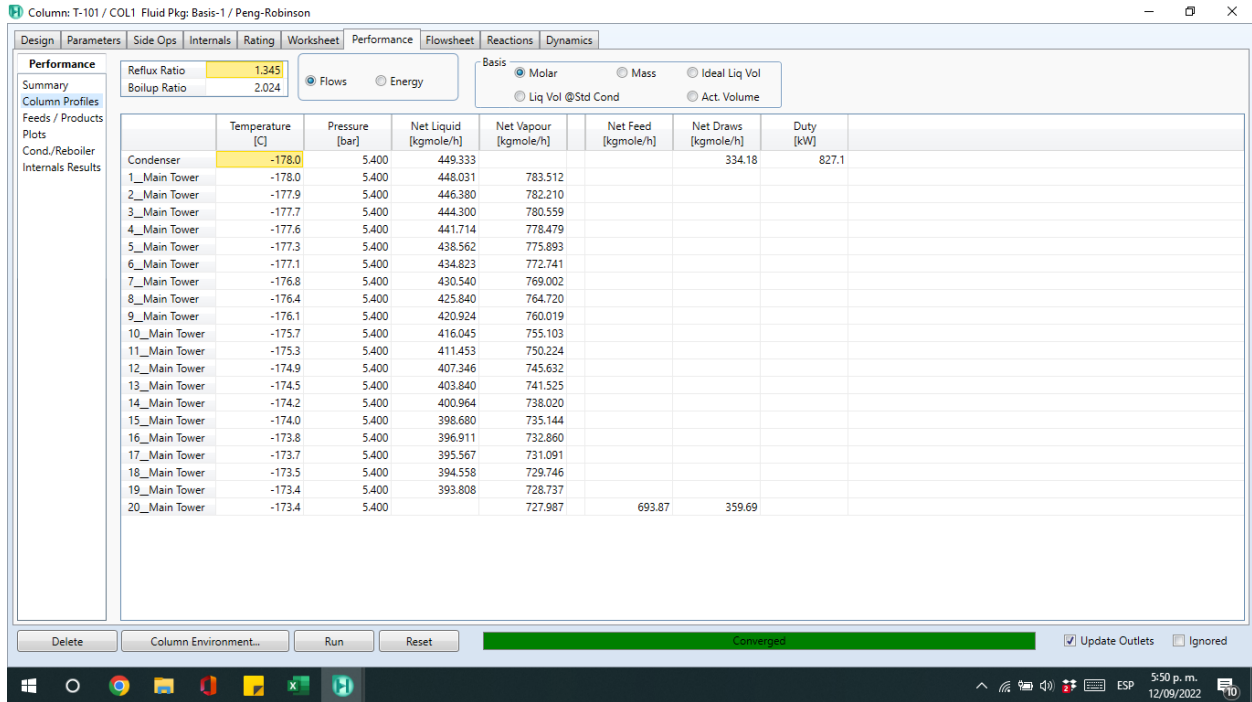 Column: T-101 / COL1 Fluid Pkg: Basis-1 / Peng-Robinson
Design Parameters Side Ops Internals Rating Worksheet Performance Flowsheet Reactions Dynamics
Performance
Summary
Column Profiles
Feeds / Products
Plots
Cond./Reboiler
Internals Results
Reflux Ratio 1.345
Boilup Ratio 2.024
Flows Energy
Basis
Molar Mass Ideal Liq Vol
Liq Vol @Std Cond Act. Volume
Temperature Pressure Net Liquid Net Vapour Net Feed Net Draws Duty
[C] [bar] [kgmole/h] [kgmole/h] [kgmole/h] [kgmole/h] [kW]
Condenser -178.0 5.400 449.333 334.18 827.1
1__Main Tower -178.0 5.400 448.031 783.512
2__Main Tower -177.9 5.400 446.380 782.210
3__Main Tower -177.7 5.400 444.300 780.559
4__Main Tower -177.6 5.400 441.714 778.479
5__Main Tower -177.3 5.400 438.562 775.893
6__Main Tower -177.1 5.400 434.823 772.741
7__Main Tower -176.8 5.400 430.540 769.002
8__Main Tower -176.4 5.400 425.840 764.720
9__Main Tower -176.1 5.400 420.924 760.019
10__Main Tower -175.7 5.400 416.045 755.103
11__Main Tower -175.3 5.400 411.453 750.224
12__Main Tower -174.9 5.400 407.346 745.632
13__Main Tower -174.5 5.400 403.840 741.525
14__Main Tower -174.2 5.400 400.964 738.020
15__Main Tower -174.0 5.400 398.680 735.144
16__Main Tower -173.8 5.400 396.911 732.860
17__Main Tower -173.7 5.400 395.567 731.091
18__Main Tower -173.5 5.400 394.558 729.746
19__Main Tower -173.4 5.400 393.808 728.737
20__Main Tower -173.4 5.400 727.987 693.87 359.69
Delete Column Environment... Run Reset Converged Update Outlets Ignored
ESP
5:50 p. m.
12/09/2022
10